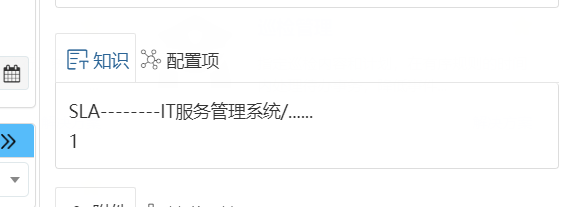 知识 配置项
SLA--------IT服务管理系统/......
1